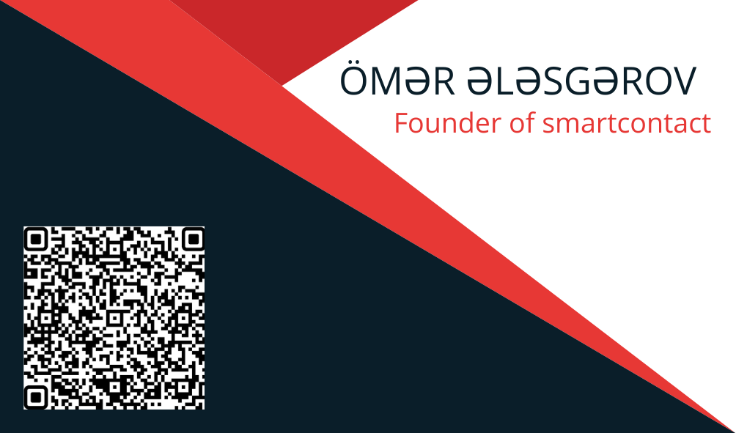 ÖMƏR ƏLƏSGƏROV
Founder of smartcontact